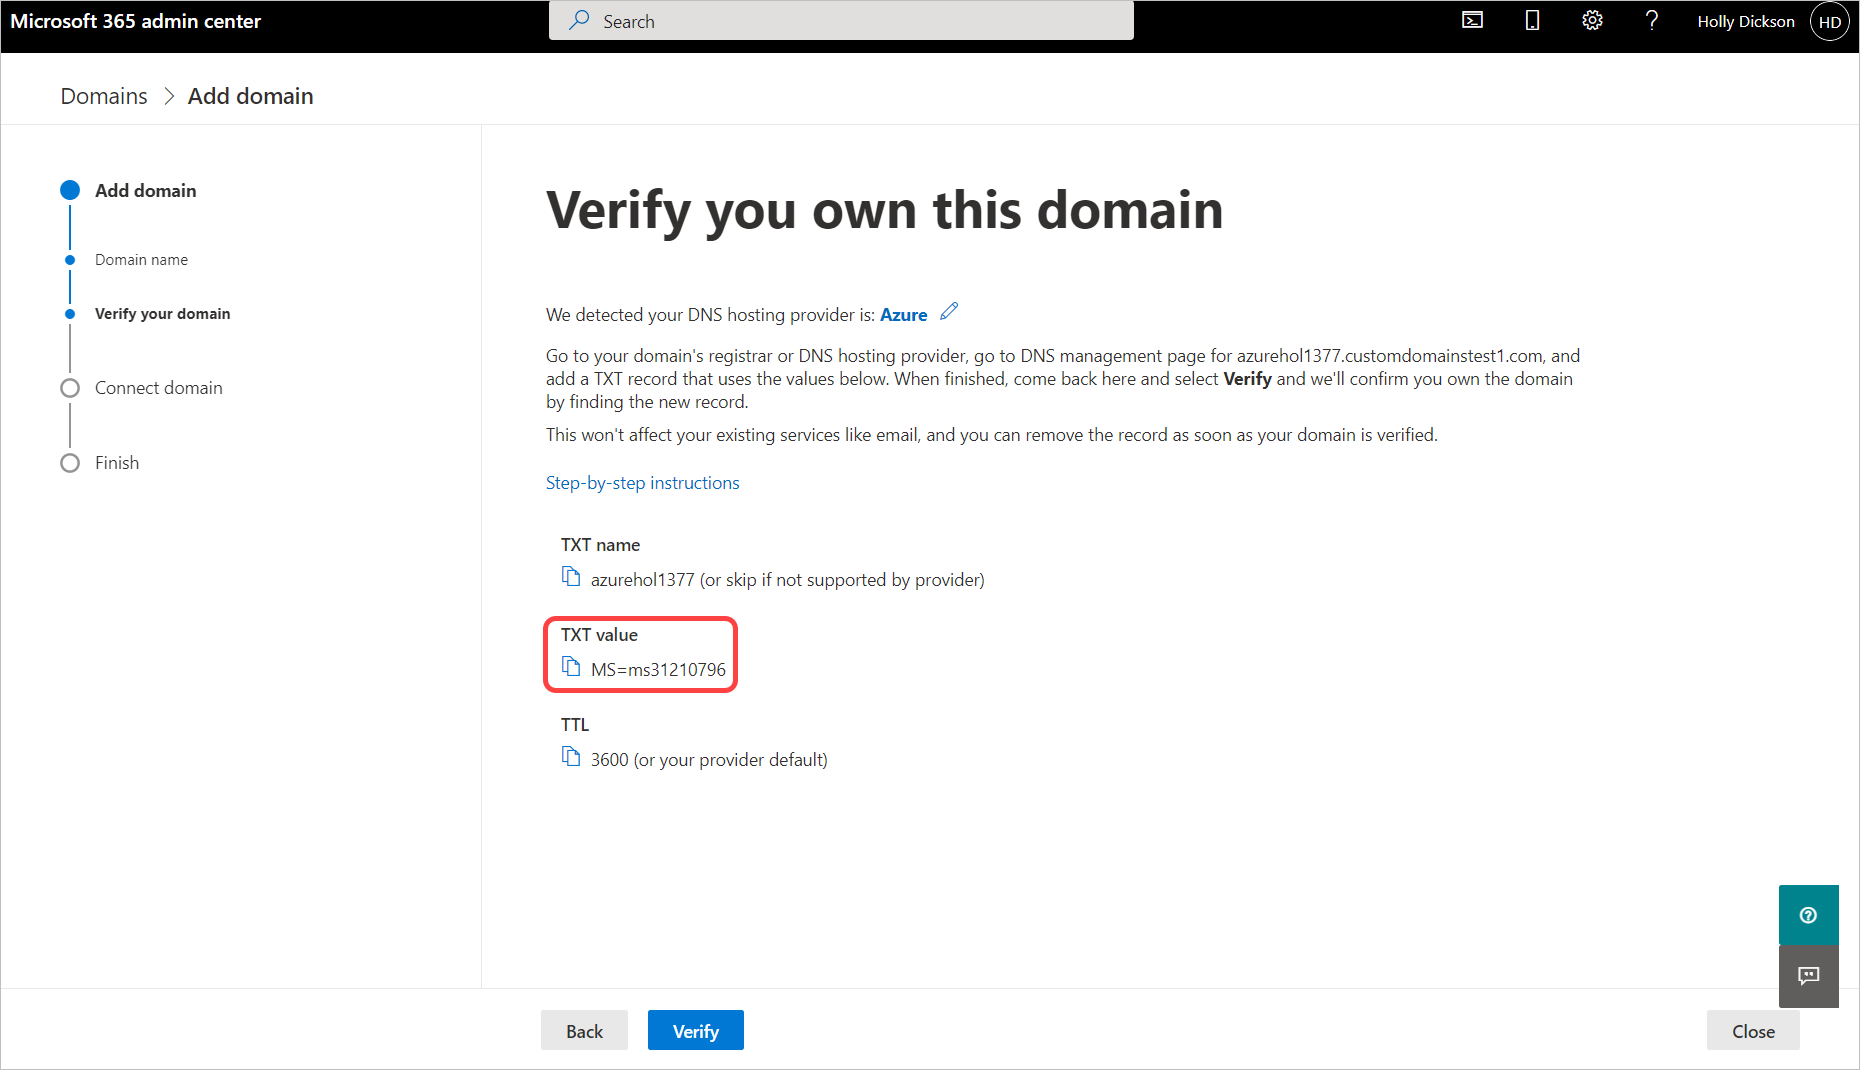 Microsoft 365 admin center
Search
Holly Dickson
HD
Domains > Add domain
Add domain
Domain name
Verify your domain
Connect domain
Finish
Verify you own this domain
We detected your DNS hosting provider is: Azure
Go to your domain's registrar or DNS hosting provider, go to DNS management page for azurehol1377.customdomainstest1.com, and
add a TXT record that uses the values below. When finished, come back here and select Verify and we'll confirm you own the domain
by finding the new record.
This won't affect your existing services like email, and you can remove the record as soon as your domain is verified.
Step-by-step instructions
TXT name
azurehol1377 (or skip if not supported by provider)
TXT value
MS=ms31210796
TTL
3600 (or your provider default)
Back
Verify
Close